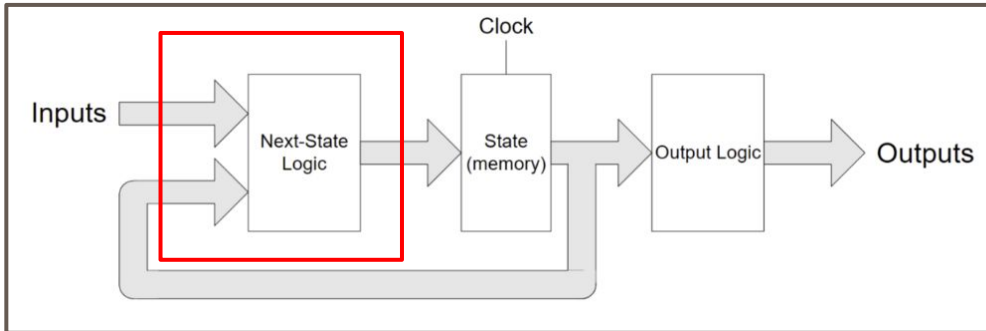 Clock
Inputs
Next-State
Logic
State
(memory)
Output Logic
Outputs